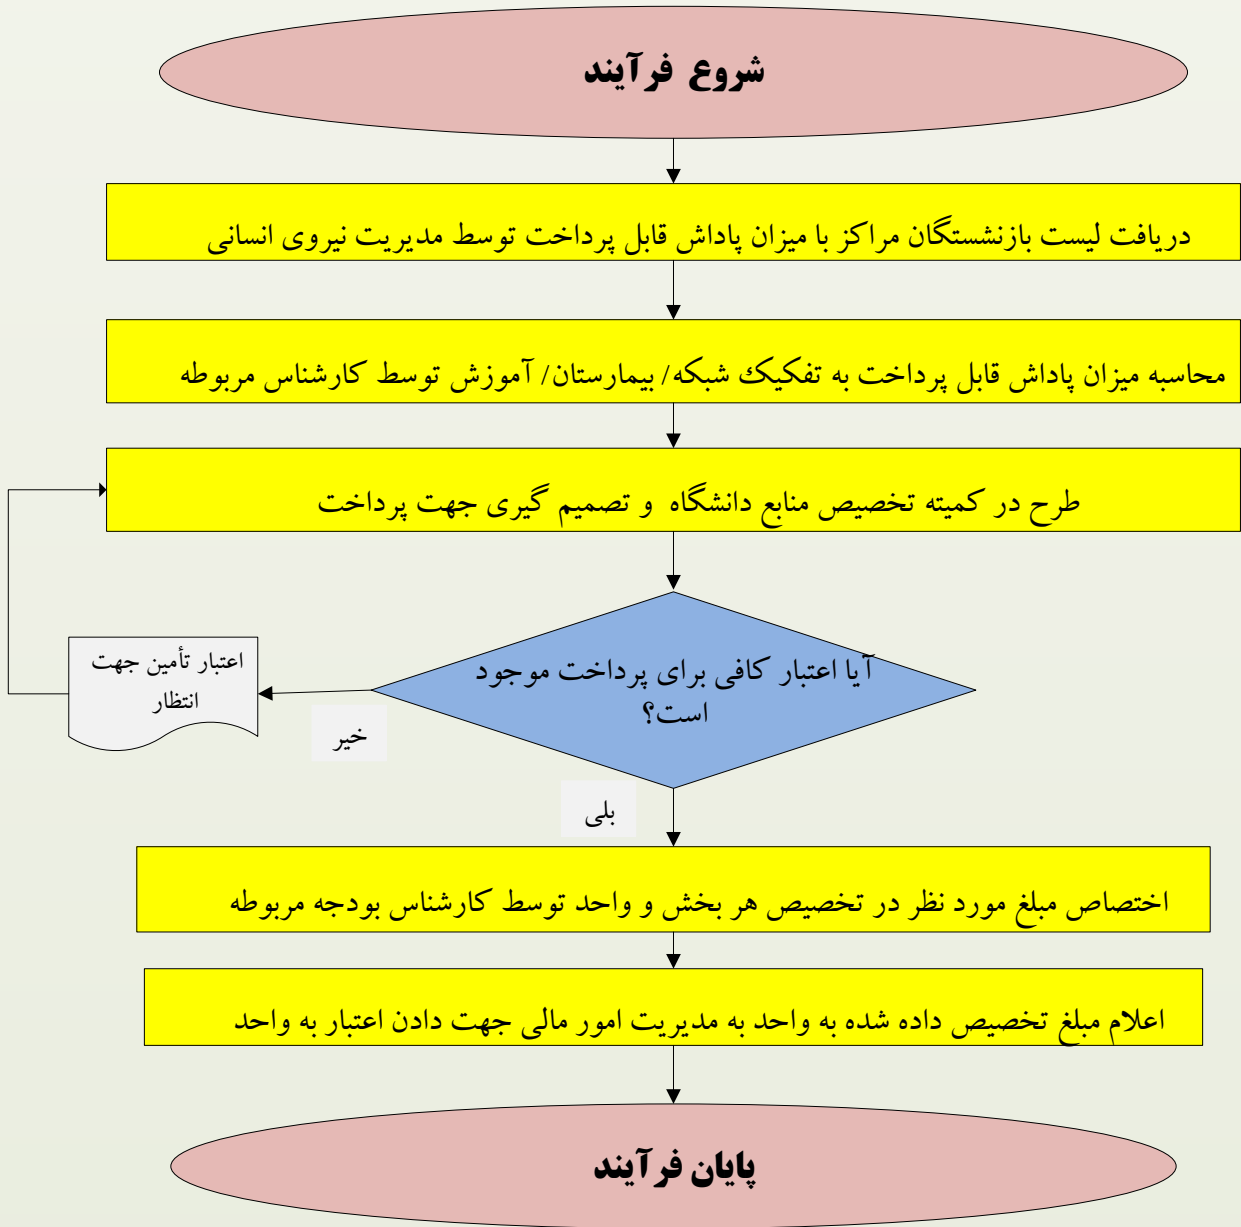 شروع فرآیند
دریافت لیست بازنشستگان مراکز با میزان پاداش قابل پرداخت توسط مدیریت نیروی انسانی
محاسبه میزان پاداش قابل پرداخت به تفکیک شبکه/ بیمارستان/ آموزش توسط کارشناس مربوطه
طرح در کمیته تخصیص منابع دانشگاه و تصمیم گیری جهت پرداخت
آیا اعتبار کافی برای پرداخت موجود
است؟
اعتبار تأمین جهت
انتظار
خیر
بلی
اختصاص مبلغ مورد نظر در تخصیص هر بخش و واحد توسط کارشناس بودجه مربوطه
اعلام مبلغ تخصیص داده شده به واحد به مدیریت امور مالی جهت دادن اعتبار به واحد
پایان فرآیند